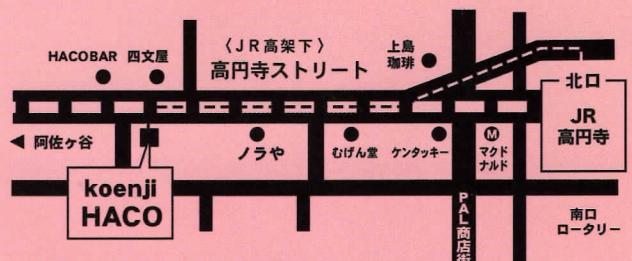 〈JR高架下〉
高円寺ストリート
HACOBAR
四文屋
上島
珈琲
北口
JR
高円寺
阿佐ヶ谷
ノラや
むげん堂
ケンタッキー
M
マクド
ナルド
koenji
HACO
PAL商店街
南口
ロータリー